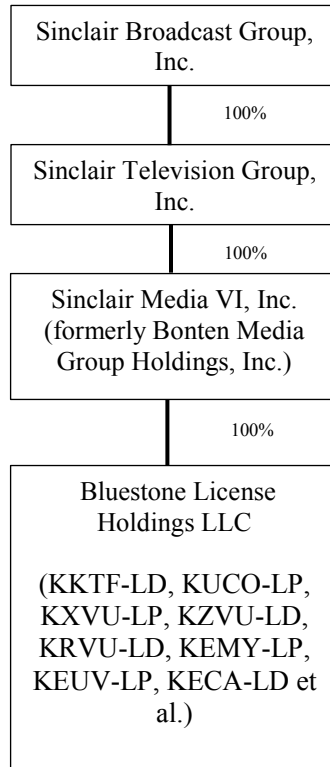 Sinclair Broadcast Group,
Inc.
100%
Sinclair Television Group,
Inc.
100%
Sinclair Media VI, Inc.
(formerly Bonten Media
Group Holdings, Inc.)
100%
Bluestone License
Holdings LLC
(KKTF-LD, KUCO-LP,
KXVU-LP, KZVU-LD,
KRVU-LD, KEMY-LP,
KEUV-LP, KECA-LD et
al.)